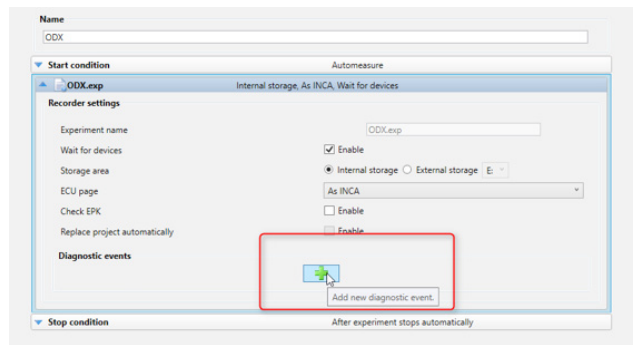 Name
ODX
Start condition Automeasure
ODX.exp Internal storage, As INCA, Wait for devices
Recorder settings
Experiment name ODX.exp
Wait for devices Enable
Storage area Internal storage External storage E:
ECU page As INCA
Check EPK Enable
Replace project automatically Enable
Diagnostic events
Add new diagnostic event.
Stop condition After experiment stops automatically